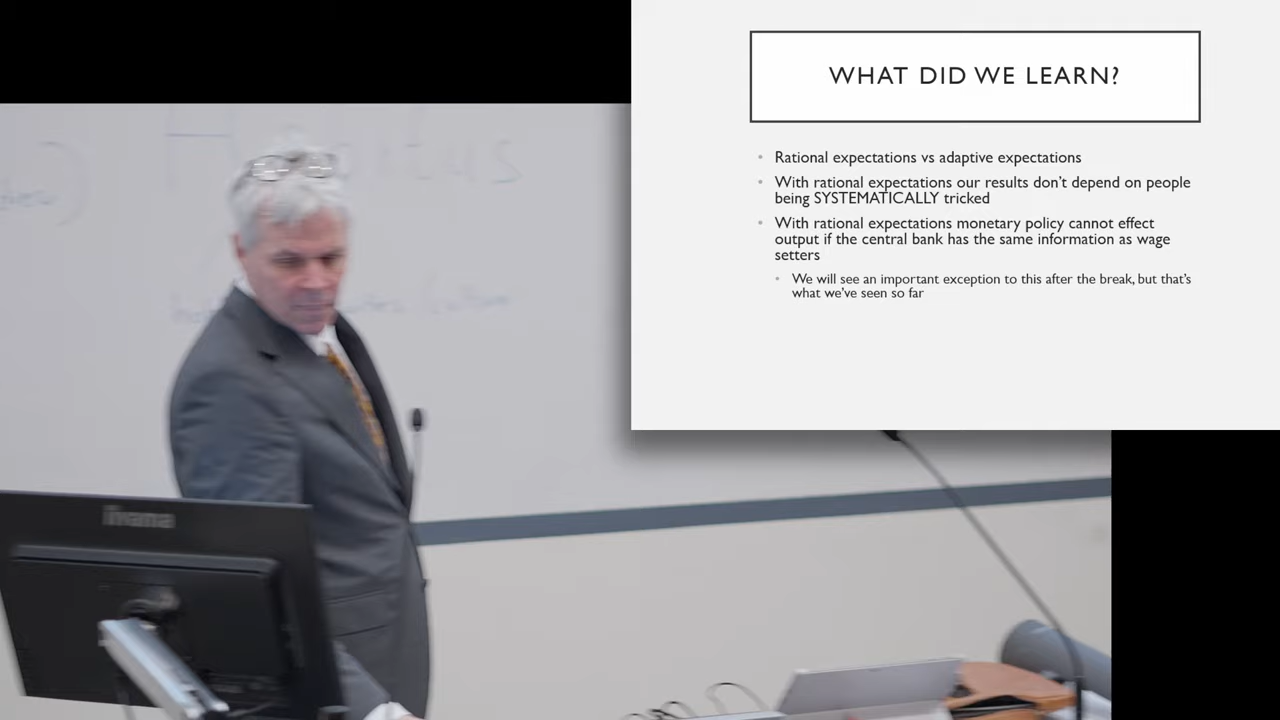 WHAT DID WE LEARN?
Rational expectations vs adaptive expectations
With rational expectations our results don't depend on people
being SYSTEMATICALLY tricked
With rational expectations monetary policy cannot effect
output if the central bank has the same information as wage
setters
We will see an important exception to this after the break, but that's
what we've seen so far
iiyama